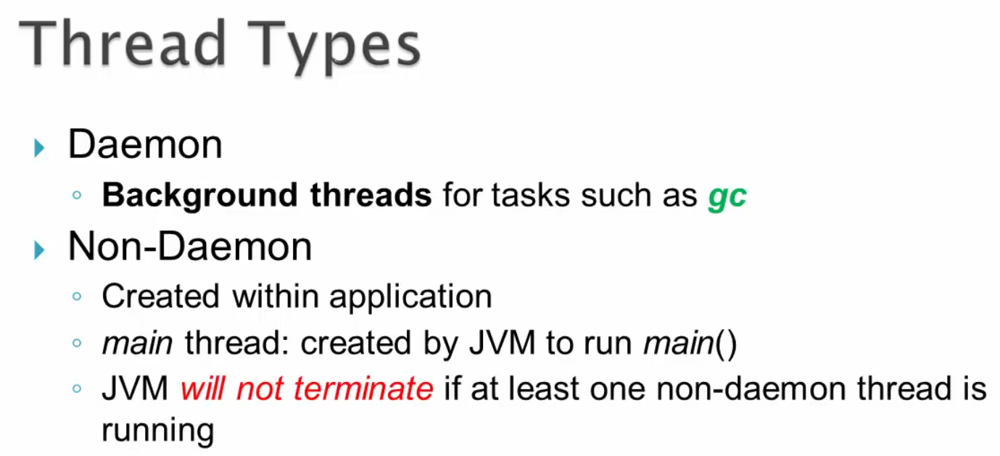 Thread Types
Daemon
Background threads for tasks such as gc
Non-Daemon
Created within application
main thread: created by JVM to run main()
JVM will not terminate if at least one non-daemon thread is
running